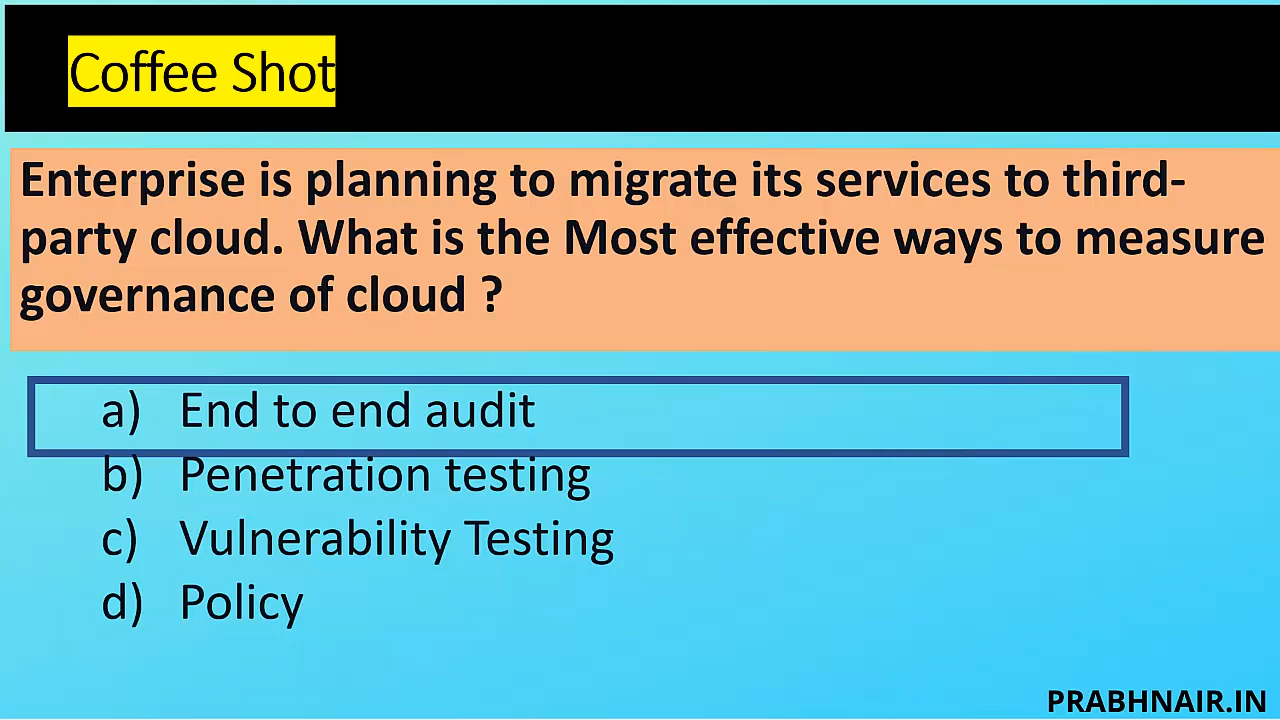 Coffee Shot
Enterprise is planning to migrate its services to third-
party cloud. What is the Most effective ways to measure
governance of cloud ?
a) End to end audit
b) Penetration testing
c) Vulnerability Testing
d) Policy
PRABHNAIR.IN